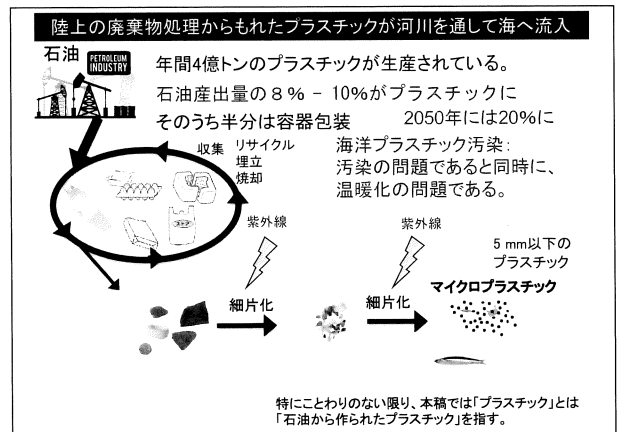 陸上の廃棄物処理からもれたプラスチックが河川を通して海へ流入
石油
PETROLEUM
INDUSTRY
年間4億トンのプラスチックが生産されている。
石油産出量の8% - 10%がプラスチックに
そのうち半分は容器包装
2050年には20%に
収集
リサイクル
埋立
焼却
海洋プラスチック汚染:
汚染の問題であると同時に、
温暖化の問題である。
紫外線
紫外線
5 mm以下の
プラスチック
細片化
細片化
マイクロプラスチック
特にことわりのない限り、本稿では「プラスチック」とは
「石油から作られたプラスチック」を指す。